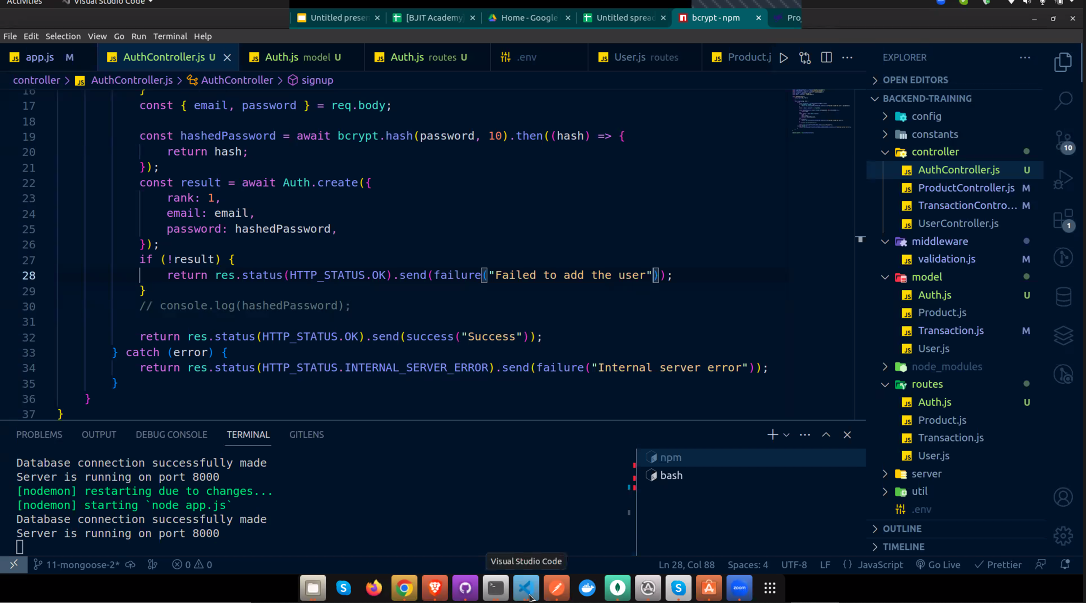 Activities Visual Studio Code
Untitled prese × [BJIT Academy × Home - Google × Untitled spread × bcrypt - npm × Proj
File Edit Selection View Go Run Terminal Help
app.js M AuthController.js U × Auth.js model U Auth.js routes U .env User.js routes Product.j
controller > AuthController.js > AuthController > signup
16 }
17 const { email, password } = req.body;
18
19 const hashedPassword = await bcrypt.hash(password, 10).then((hash) => {
20 return hash;
21 });
22 const result = await Auth.create({
23 rank: 1,
24 email: email,
25 password: hashedPassword,
26 });
27 if (!result) {
28 return res.status(HTTP_STATUS.OK).send(failure("Failed to add the user"));
29 }
30 // console.log(hashedPassword);
31
32 return res.status(HTTP_STATUS.OK).send(success("Success"));
33 } catch (error) {
34 return res.status(HTTP_STATUS.INTERNAL_SERVER_ERROR).send(failure("Internal server error"));
35 }
36 }
37 }
EXPLORER
OPEN EDITORS
BACKEND-TRAINING
config
constants
controller
AuthController.js U
ProductController.js M
TransactionContro... M
UserController.js
middleware
validation.js M
model
Auth.js U
Product.js
Transaction.js M
User.js
node_modules
routes
Auth.js U
Product.js
Transaction.js
User.js
server
util
.env
OUTLINE
TIMELINE
10
1
PROBLEMS OUTPUT DEBUG CONSOLE TERMINAL GITLENS
Database connection successfully made
Server is running on port 8000
[nodemon] restarting due to changes...
[nodemon] starting `node app.js`
Database connection successfully made
Server is running on port 8000
npm
bash
Visual Studio Code
11-mongoose-2* 0 0 Ln 28, Col 88 Spaces: 4 UTF-8 LF {} JavaScript Go Live Prettier
zoom